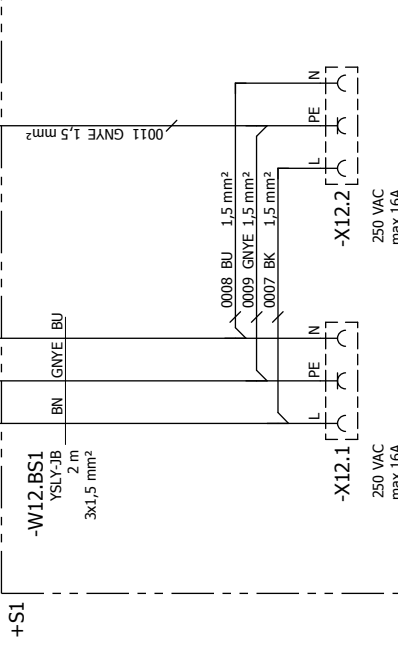 +S1
-W12.BS1
YSLY-JB
2 m
3x1,5 mm²
BN
GNYE
BU
0011 GNYE 1,5 mm²
0008 BU 1,5 mm²
0009 GNYE 1,5 mm²
0007 BK 1,5 mm²
L
PE
N
-X12.1
250 VAC
max 16A
L
PE
N
-X12.2
250 VAC
max 16A